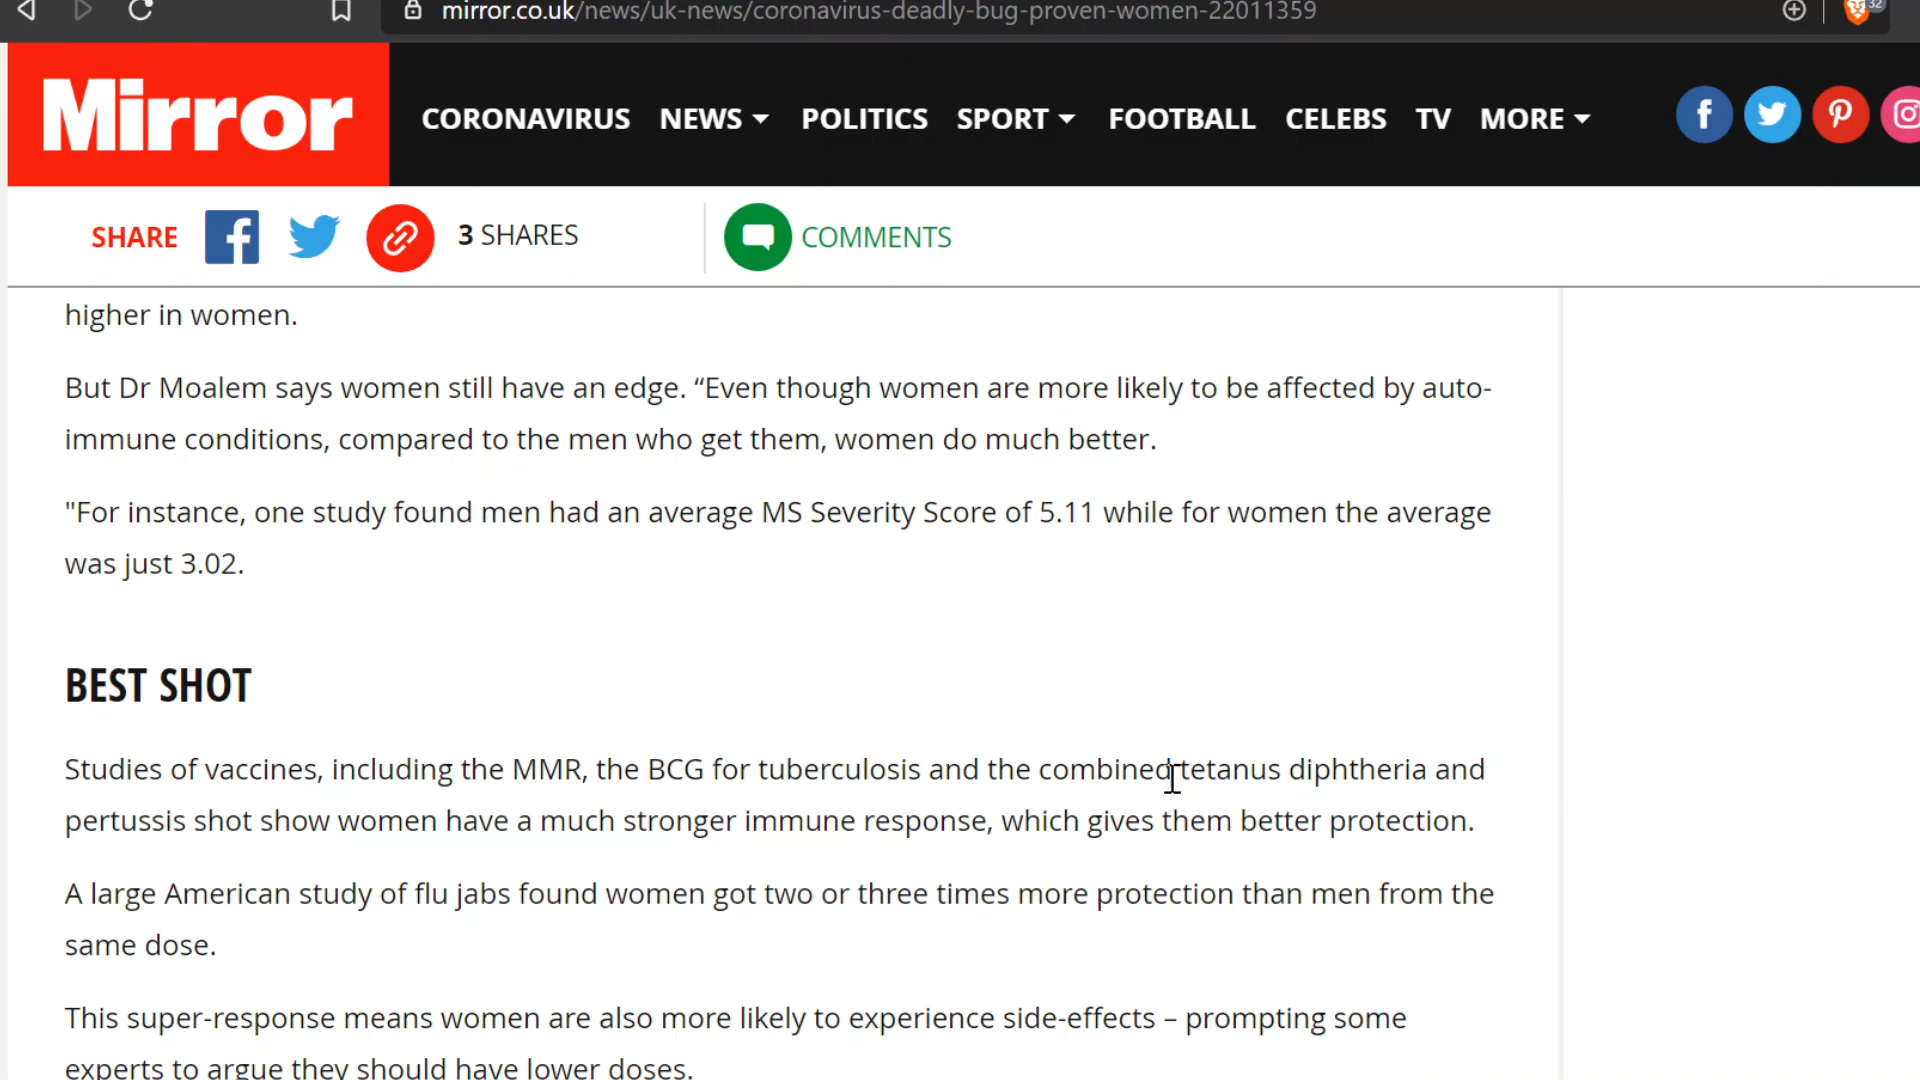 mirror.co.uk/news/uk-news/coronavirus-deadly-bug-proven-women-22011359
32
Mirror
CORONAVIRUS NEWS POLITICS SPORT FOOTBALL CELEBS TV MORE
SHARE 3 SHARES COMMENTS
higher in women.
But Dr Moalem says women still have an edge. “Even though women are more likely to be affected by auto-
immune conditions, compared to the men who get them, women do much better.
"For instance, one study found men had an average MS Severity Score of 5.11 while for women the average
was just 3.02.
BEST SHOT
Studies of vaccines, including the MMR, the BCG for tuberculosis and the combined tetanus diphtheria and
pertussis shot show women have a much stronger immune response, which gives them better protection.
A large American study of flu jabs found women got two or three times more protection than men from the
same dose.
This super-response means women are also more likely to experience side-effects – prompting some
experts to argue they should have lower doses.